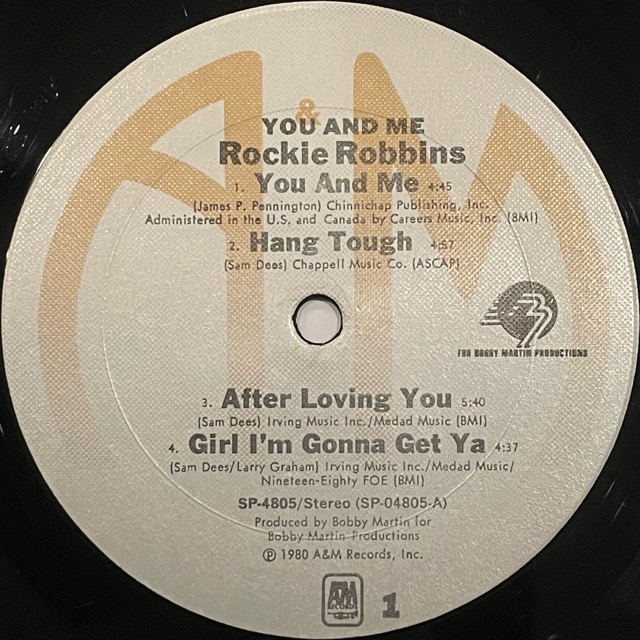 A&M
YOU AND ME
Rockie Robbins
1. You And Me 4:45
(James P. Pennington) Chinnichap Publishing, Inc.
Administered in the U.S. and Canada by Careers Music, Inc. (BMI)
2. Hang Tough 4:57
(Sam Dees) Chappell Music Co. (ASCAP)
FOR BOBBY MARTIN PRODUCTIONS
3. After Loving You 5:40
(Sam Dees) Irving Music Inc./Medad Music (BMI)
4. Girl I'm Gonna Get Ya 4:37
(Sam Dees/Larry Graham) Irving Music Inc./Medad Music/
Nineteen-Eighty FOE (BMI)
SP-4805/Stereo (SP-04805-A)
Produced by Bobby Martin for
Bobby Martin Productions
℗ 1980 A&M Records, Inc.
A&M
RECORDS
1